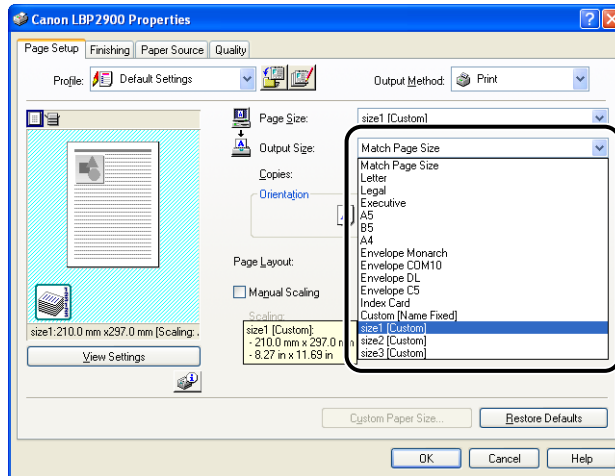 Canon LBP2900 Properties
Page Setup Finishing Paper Source Quality
Profile: Default Settings Output Method: Print
Page Size: size1 [Custom]
Output Size: Match Page Size
Copies:
Orientation
Page Layout:
Manual Scaling
Scaling:
Match Page Size
Letter
Legal
Executive
A5
B5
A4
Envelope Monarch
Envelope COM10
Envelope DL
Envelope C5
Index Card
Custom [Name Fixed]
size1 [Custom]
size2 [Custom]
size3 [Custom]
size1 [Custom]:
- 210.0 mm x 297.0 m
- 8.27 in x 11.69 in
size1:210.0 mm x297.0 mm [Scaling: .
View Settings
Custom Paper Size... Restore Defaults
OK Cancel Help